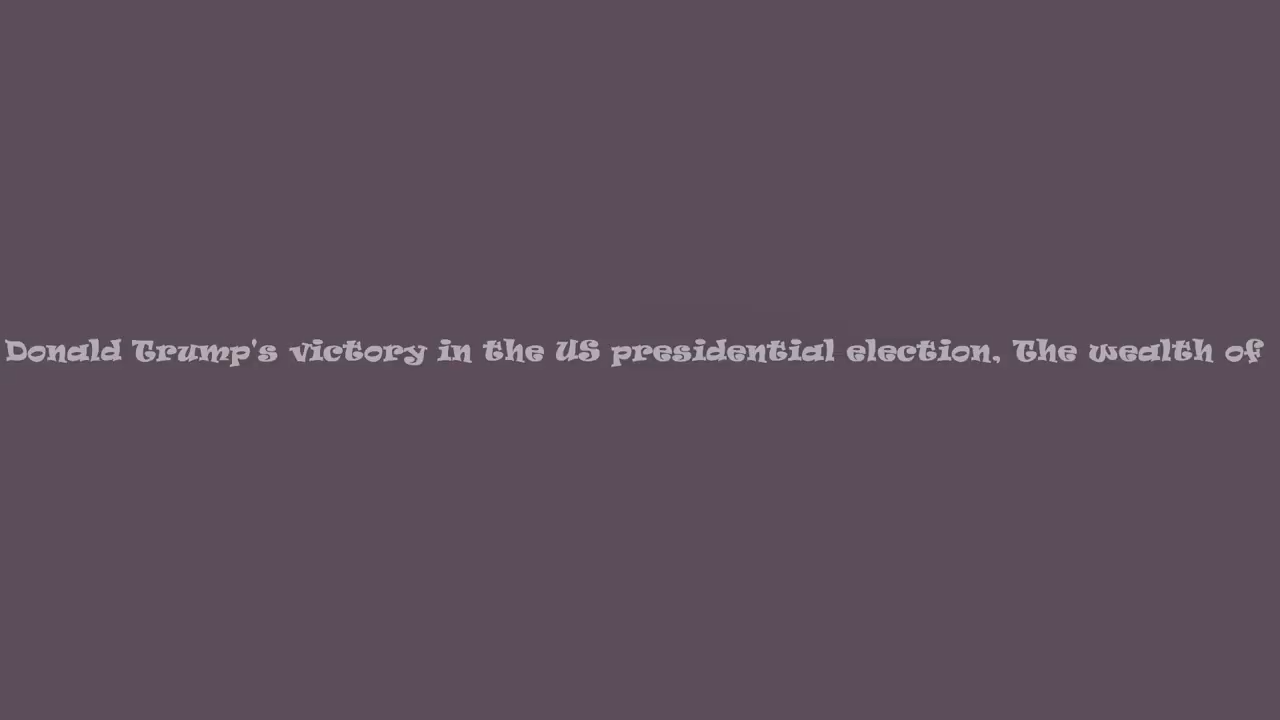 Donald Trump's victory in the US presidential election, The wealth of